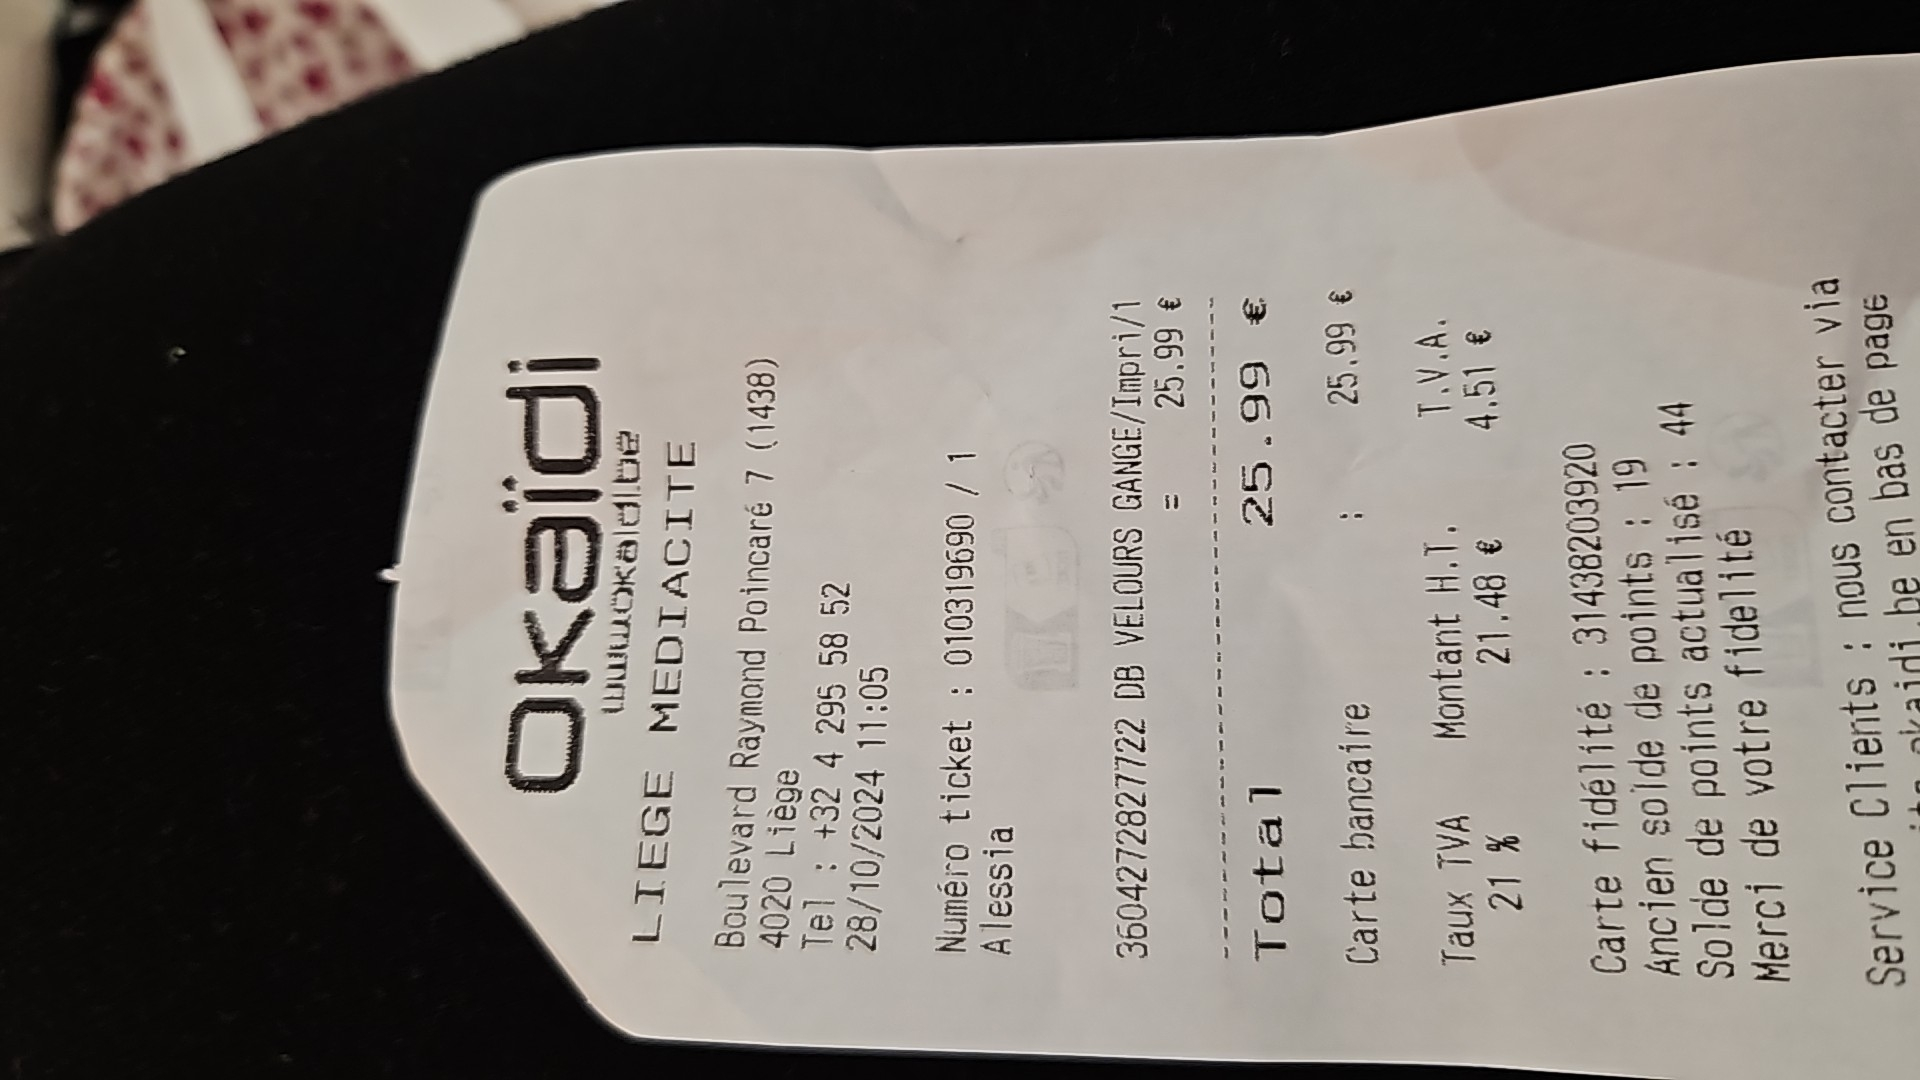 okaïdi
www.okaidi.be
LIEGE MEDIACITE
Boulevard Raymond Poincaré 7 (1438)
4020 Liège
Tel : +32 4 295 58 52
28/10/2024 11:05
Numéro ticket : 010319690 / 1
Alessia
3604272827722 DB VELOURS GANGE/Impri/1
= 25.99 €
Total 25.99 €
Carte bancaire : 25.99 €
Taux TVA Montant H.T. T.V.A.
21 % 21.48 € 4.51 €
Carte fidélité : 31438203920
Ancien solde de points : 19
Solde de points actualisé : 44
Merci de votre fidelité
Service Clients : nous contacter via
okaidi.be en bas de page